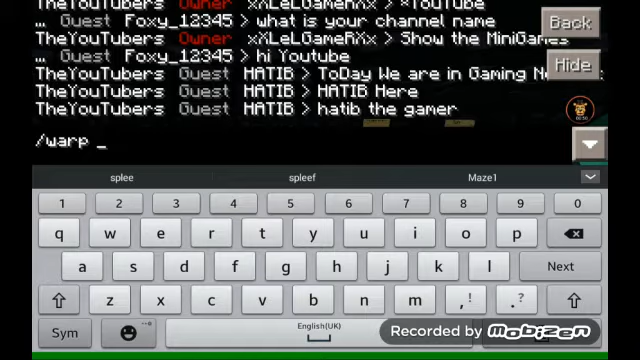 TheYouTubers Owner xXLeLGameRXx > *YouTube
... Guest Foxy_12345 > what is your channel name
TheYouTubers Owner xXLeLGameRXx > Show the MiniGames
... Guest Foxy_12345 > hi Youtube
TheYouTubers Guest HATIB > ToDay We are in Gaming
TheYouTubers Guest HATIB > HATIB Here
TheYouTubers Guest HATIB > hatib the gamer
Back
Hide
00:50
/warp _
splee spleef Maze1
1 2 3 4 5 6 7 8 9 0
q w e r t y u i o p
a s d f g h j k l Next
z x c v b n m ,! .?
Sym English(UK)
Recorded by mobizen